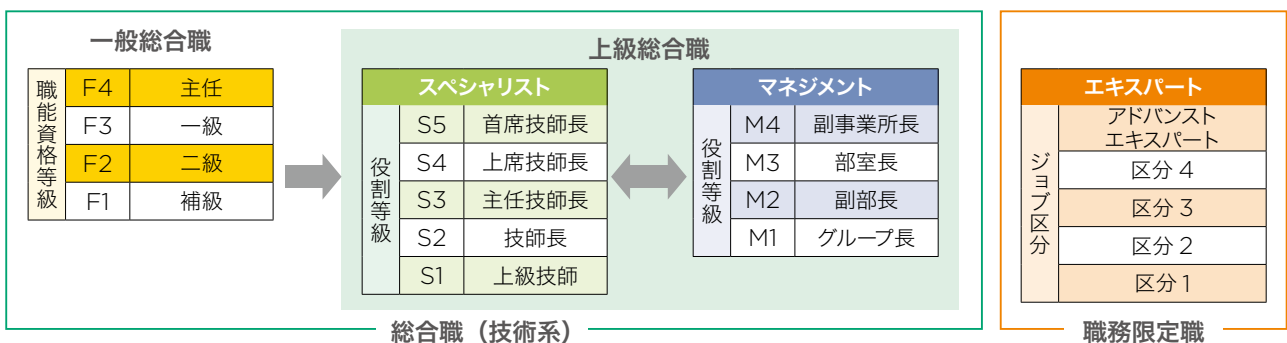 一般総合職
職能資格等級
F4 主任
F3 一級
F2 二級
F1 補級
上級総合職
スペシャリスト
役割等級
S5 首席技師長
S4 上席技師長
S3 主任技師長
S2 技師長
S1 上級技師
マネジメント
役割等級
M4 副事業所長
M3 部室長
M2 副部長
M1 グループ長
総合職（技術系）
エキスパート
ジョブ区分
アドバンスト
エキスパート
区分 4
区分 3
区分 2
区分 1
職務限定職